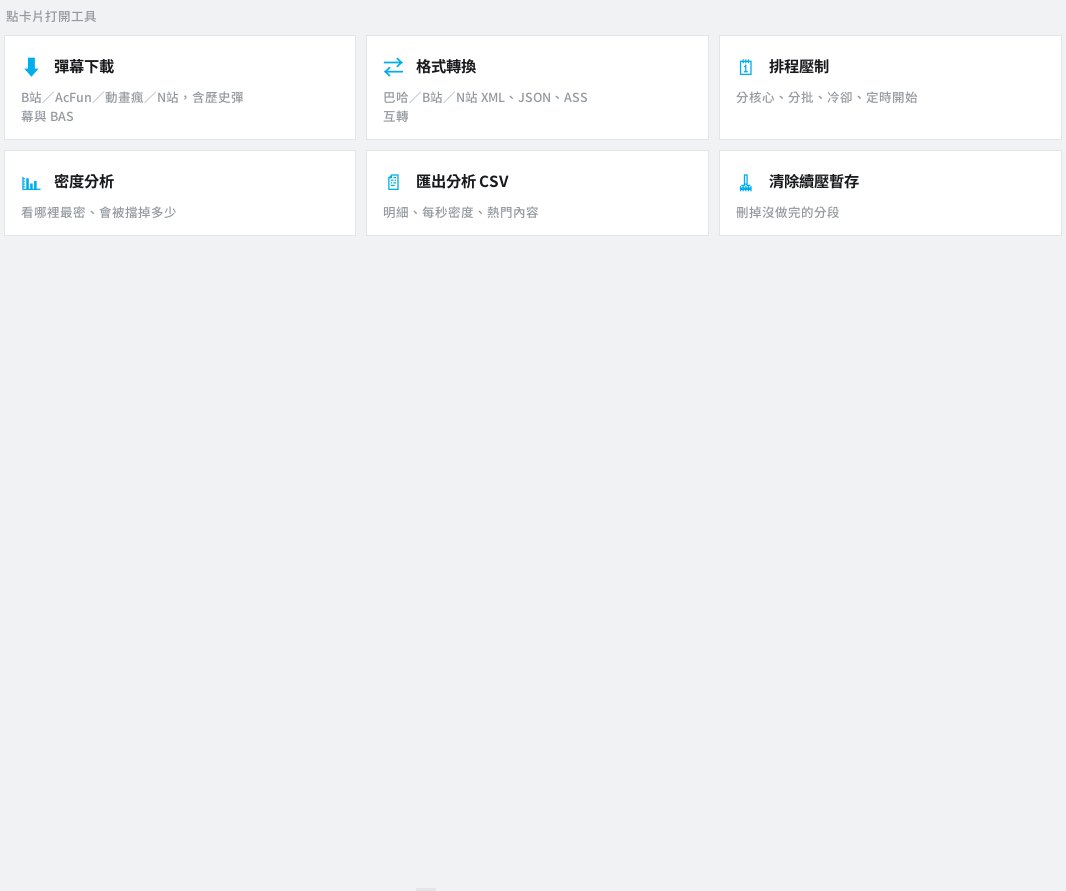 點卡片打開工具
彈幕下載
B站／AcFun／動畫瘋／N站，含歷史彈
幕與 BAS
格式轉換
巴哈／B站／N站 XML、JSON、ASS
互轉
排程壓制
分核心、分批、冷卻、定時開始
密度分析
看哪裡最密、會被擋掉多少
匯出分析 CSV
明細、每秒密度、熱門內容
清除續壓暫存
刪掉沒做完的分段